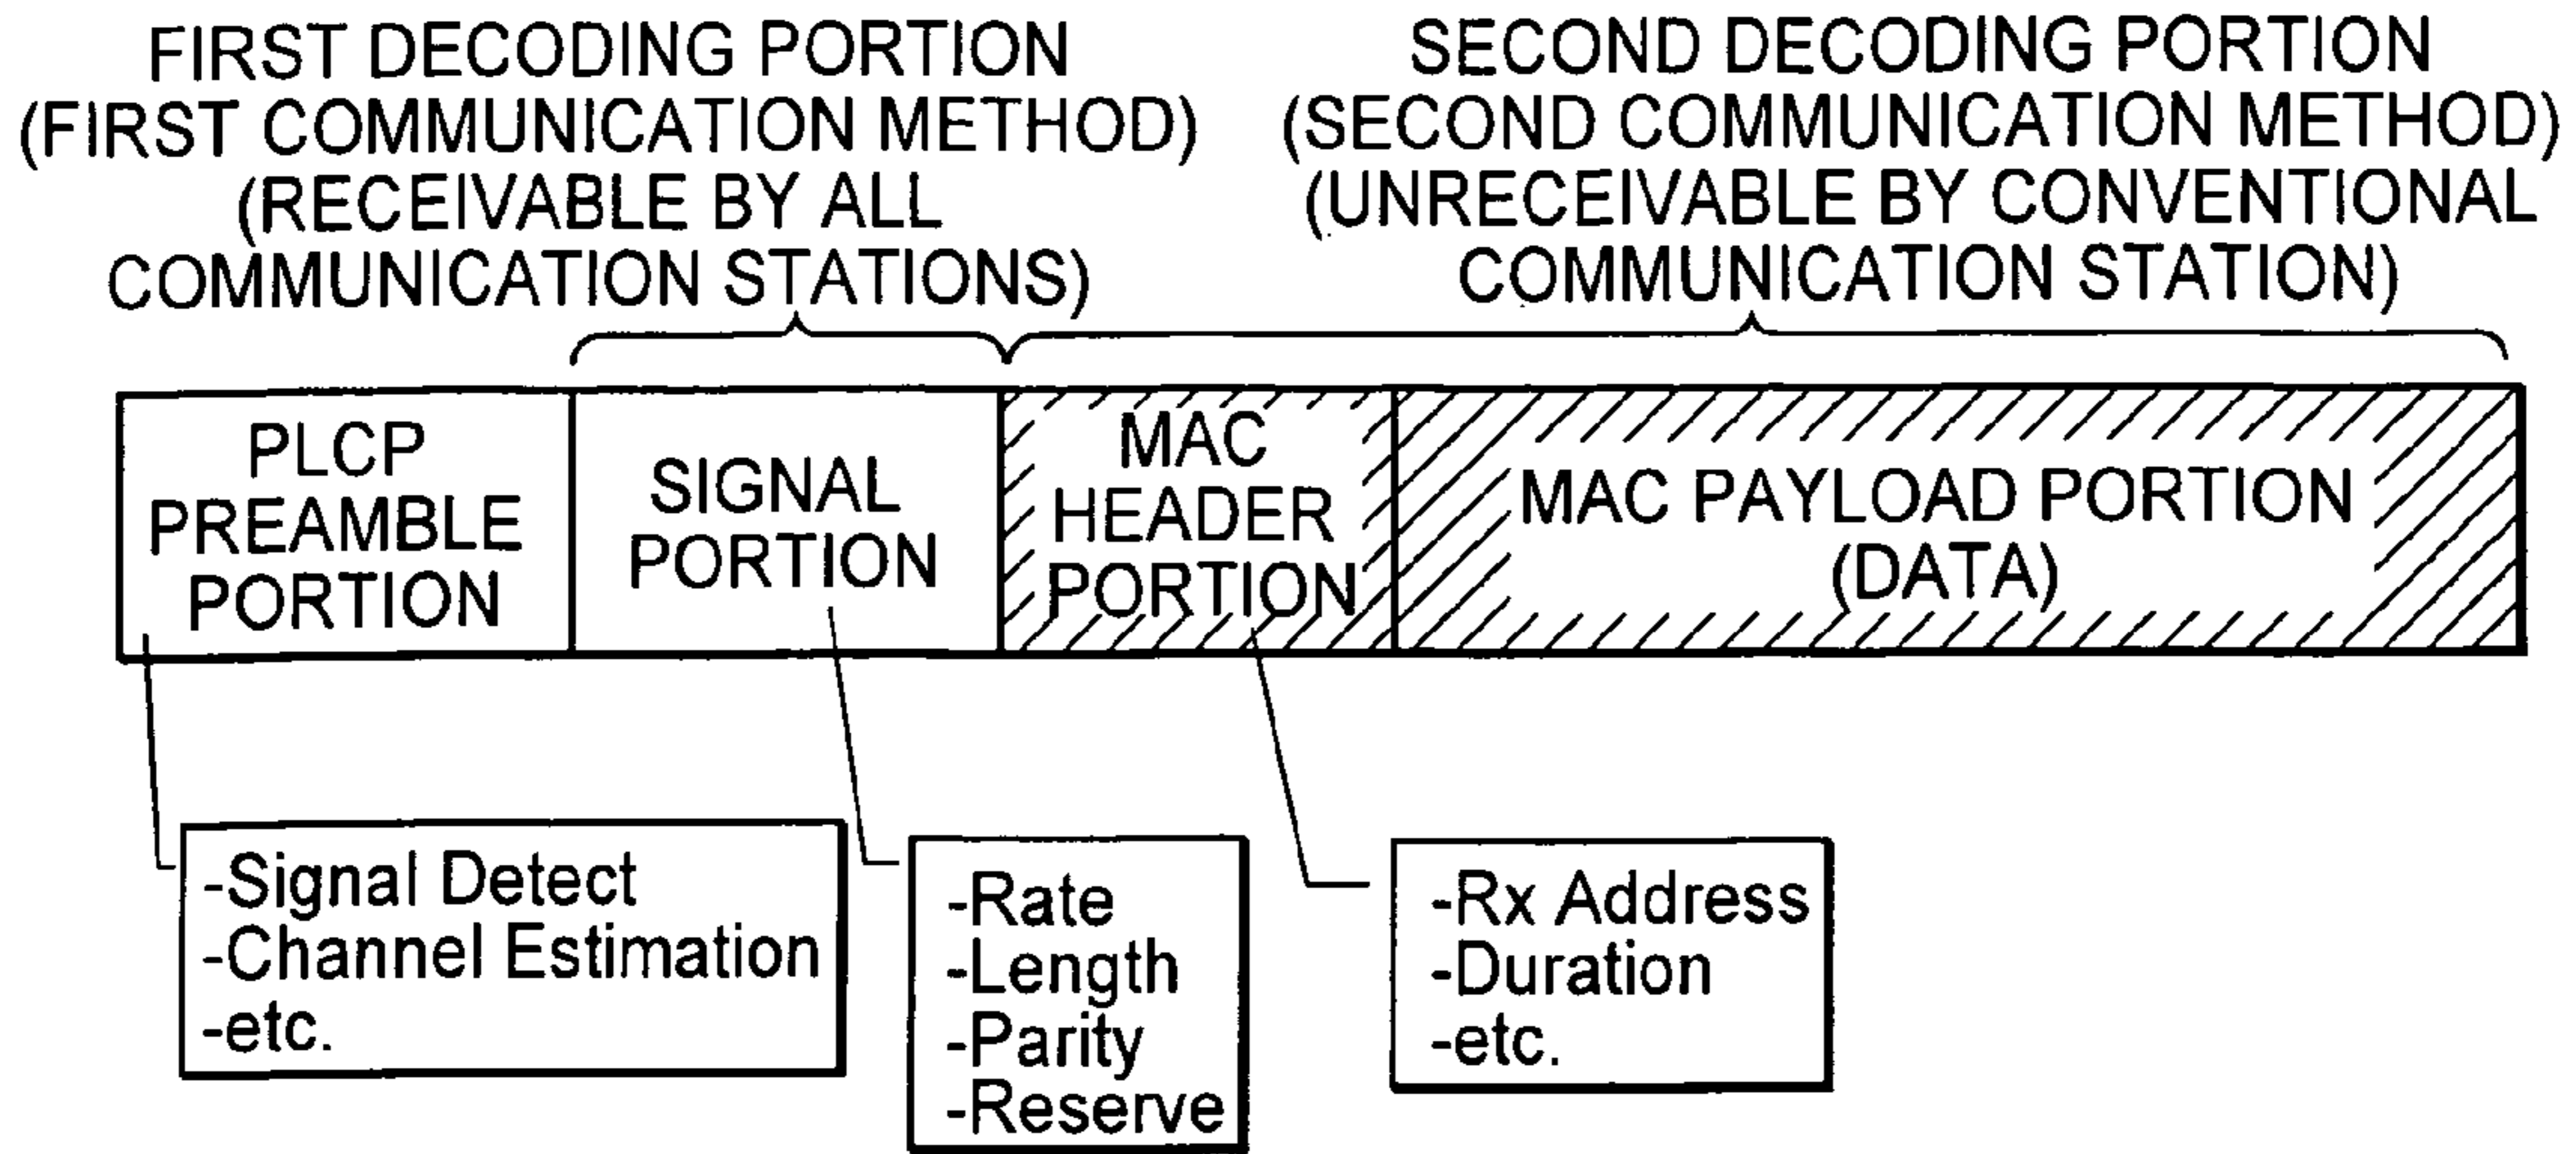 FIRST DECODING PORTION
(FIRST COMMUNICATION METHOD)
(RECEIVABLE BY ALL
COMMUNICATION STATIONS)
SECOND DECODING PORTION
(SECOND COMMUNICATION METHOD)
(UNRECEIVABLE BY CONVENTIONAL
COMMUNICATION STATION)
PLCP
PREAMBLE
PORTION
SIGNAL
PORTION
MAC
HEADER
PORTION
MAC PAYLOAD PORTION
(DATA)
-Signal Detect
-Channel Estimation
-etc.
-Rate
-Length
-Parity
-Reserve
-Rx Address
-Duration
-etc.